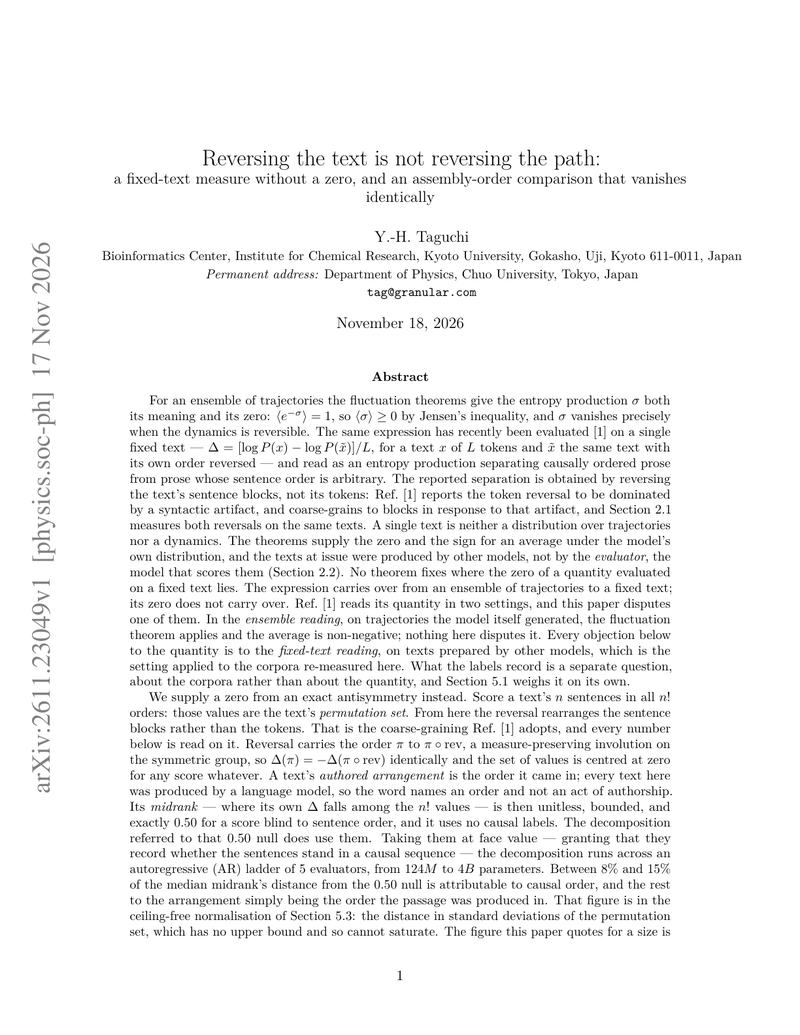 arXiv:2611.23049v1 [physics.soc-ph] 17 Nov 2026
Reversing the text is not reversing the path:
a fixed-text measure without a zero, and an assembly-order comparison that vanishes
identically
Y.-H. Taguchi
Bioinformatics Center, Institute for Chemical Research, Kyoto University, Gokasho, Uji, Kyoto 611-0011, Japan
Permanent address: Department of Physics, Chuo University, Tokyo, Japan
tag@granular.com
November 18, 2026
Abstract
For an ensemble of trajectories the fluctuation theorems give the entropy production σ both
its meaning and its zero: ⟨e^{−σ}⟩ = 1, so ⟨σ⟩ ≥ 0 by Jensen's inequality, and σ vanishes precisely
when the dynamics is reversible. The same expression has recently been evaluated [1] on a single
fixed text — Δ = [log P(x) − log P(x̃)]/L, for a text x of L tokens and x̃ the same text with
its own order reversed — and read as an entropy production separating causally ordered prose
from prose whose sentence order is arbitrary. The reported separation is obtained by reversing
the text's sentence blocks, not its tokens: Ref. [1] reports the token reversal to be dominated
by a syntactic artifact, and coarse-grains to blocks in response to that artifact, and Section 2.1
measures both reversals on the same texts. A single text is neither a distribution over trajectories
nor a dynamics. The theorems supply the zero and the sign for an average under the model's
own distribution, and the texts at issue were produced by other models, not by the evaluator, the
model that scores them (Section 2.2). No theorem fixes where the zero of a quantity evaluated
on a fixed text lies. The expression carries over from an ensemble of trajectories to a fixed text;
its zero does not carry over. Ref. [1] reads its quantity in two settings, and this paper disputes
one of them. In the ensemble reading, on trajectories the model itself generated, the fluctuation
theorem applies and the average is non-negative; nothing here disputes it. Every objection below
to the quantity is to the fixed-text reading, on texts prepared by other models, which is the
setting applied to the corpora re-measured here. What the labels record is a separate question,
about the corpora rather than about the quantity, and Section 5.1 weighs it on its own.
We supply a zero from an exact antisymmetry instead. Score a text's n sentences in all n!
orders: those values are the text's permutation set. From here the reversal rearranges the sentence
blocks rather than the tokens. That is the coarse-graining Ref. [1] adopts, and every number
below is read on it. Reversal carries the order π to π ∘ rev, a measure-preserving involution on
the symmetric group, so Δ(π) = −Δ(π ∘ rev) identically and the set of values is centred at zero
for any score whatever. A text's authored arrangement is the order it came in; every text here
was produced by a language model, so the word names an order and not an act of authorship.
Its midrank — where its own Δ falls among the n! values — is then unitless, bounded, and
exactly 0.50 for a score blind to sentence order, and it uses no causal labels. The decomposition
referred to that 0.50 null does use them. Taking them at face value — granting that they
record whether the sentences stand in a causal sequence — the decomposition runs across an
autoregressive (AR) ladder of 5 evaluators, from 124M to 4B parameters. Between 8% and 15%
of the median midrank's distance from the 0.50 null is attributable to causal order, and the rest
to the arrangement simply being the order the passage was produced in. That figure is in the
ceiling-free normalisation of Section 5.3: the distance in standard deviations of the permutation
set, which has no upper bound and so cannot saturate. The figure this paper quotes for a size is
1